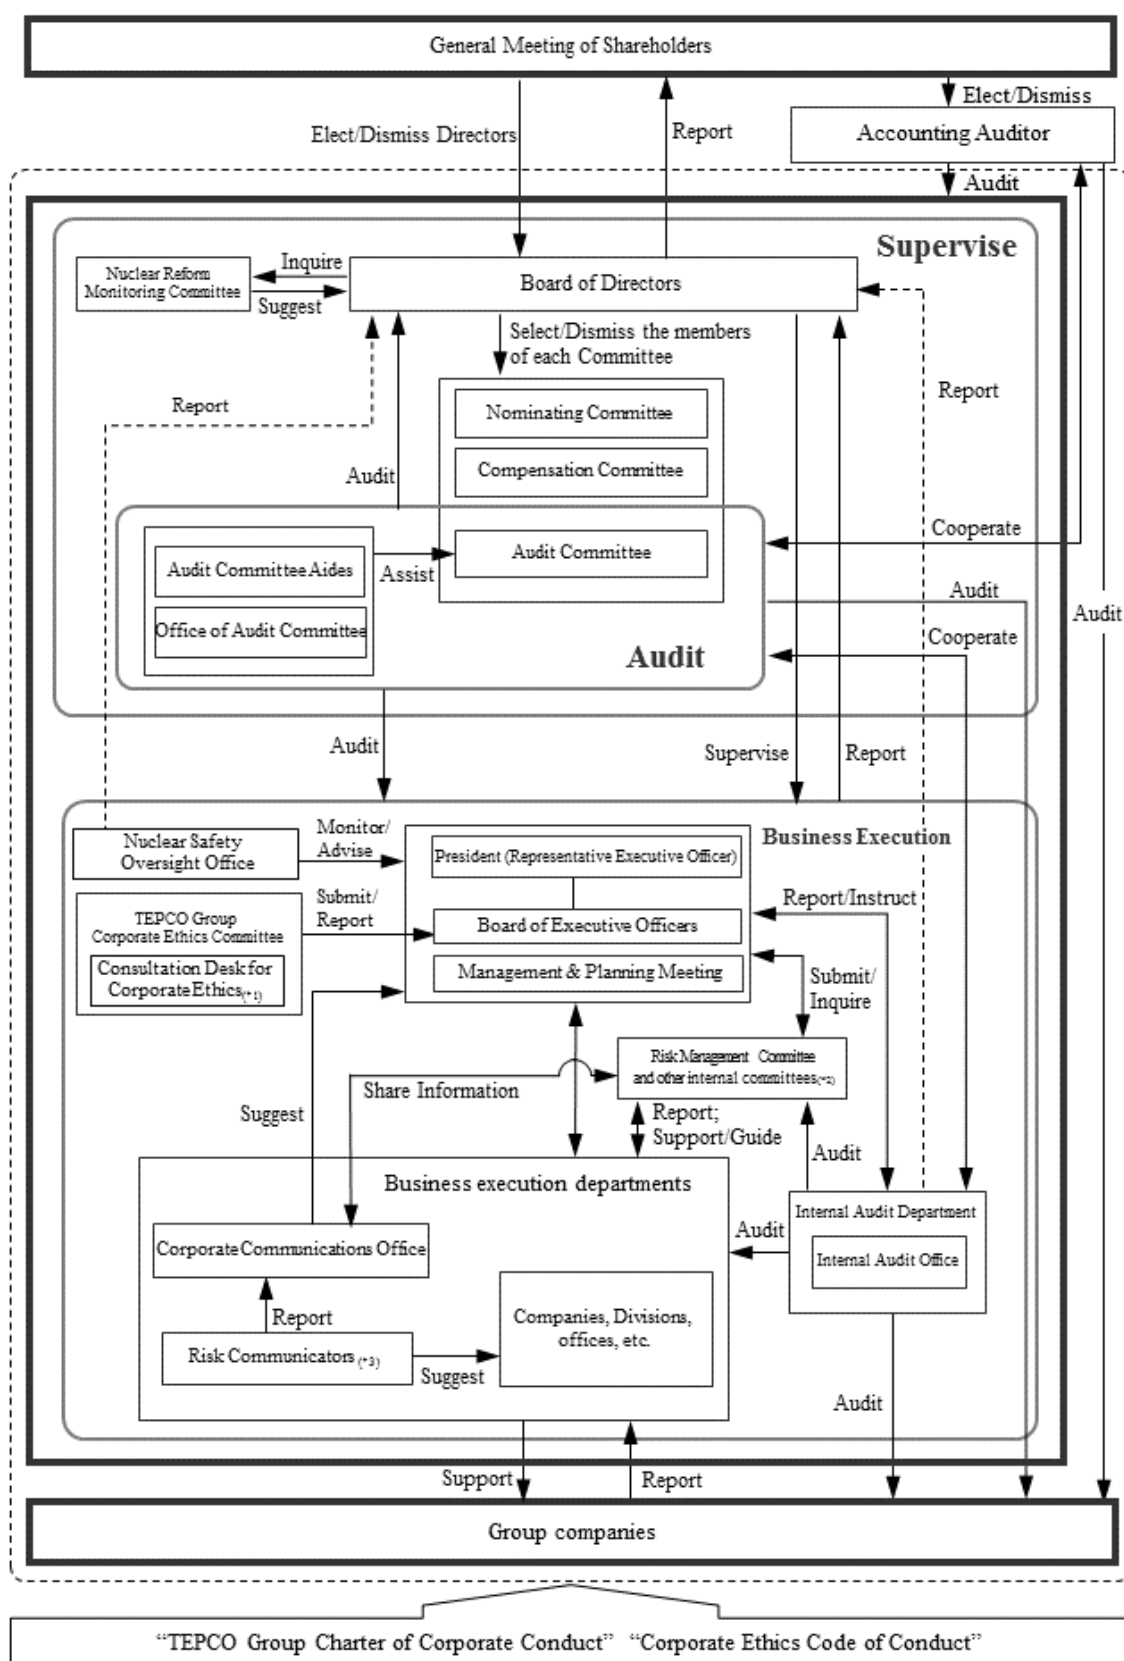 General Meeting of Shareholders
Elect/Dismiss
Elect/Dismiss Directors
Report
Accounting Auditor
Audit
Supervise
Nuclear Reform
Monitoring Committee
Inquire
Suggest
Board of Directors
Select/Dismiss the members
of each Committee
Report
Report
Nominating Committee
Compensation Committee
Audit
Cooperate
Audit Committee
Audit Committee Aides
Assist
Office of Audit Committee
Audit
Audit
Cooperate
Audit
Audit
Supervise
Report
Business Execution
Nuclear Safety
Oversight Office
Monitor/
Advise
President (Representative Executive Officer)
Submit/
Report
Report/Instruct
TEPCO Group
Corporate Ethics Committee
Board of Executive Officers
Consultation Desk for
Corporate Ethics(*1)
Management & Planning Meeting
Submit/
Inquire
Risk Management Committee
and other internal committees(*2)
Share Information
Suggest
Report;
Support/Guide
Audit
Business execution departments
Internal Audit Department
Corporate Communications Office
Audit
Internal Audit Office
Report
Companies, Divisions,
offices, etc.
Risk Communicators (*3)
Suggest
Audit
Support
Report
Group companies
“TEPCO Group Charter of Corporate Conduct” “Corporate Ethics Code of Conduct”